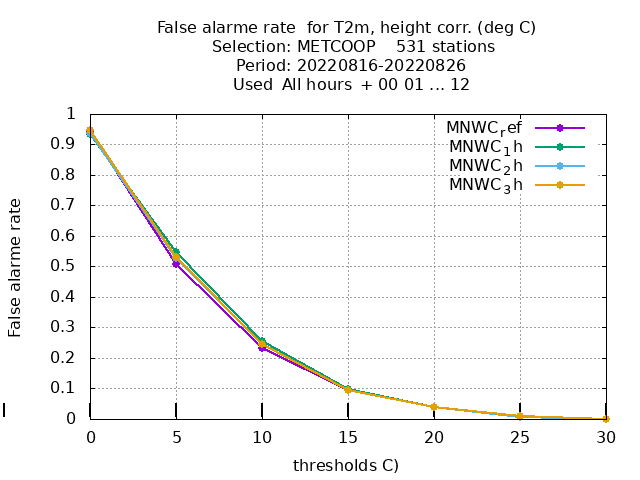 False alarme rate  for T2m, height corr. (deg C)
Selection: METCOOP    531 stations
Period: 20220816-20220826
Used  All hours  + 00 01 ... 12
1
0.9
0.8
0.7
0.6
0.5
0.4
0.3
0.2
0.1
0
False alarme rate
MNWC_ref
MNWC_1h
MNWC_2h
MNWC_3h
0 5 10 15 20 25 30
thresholds C)